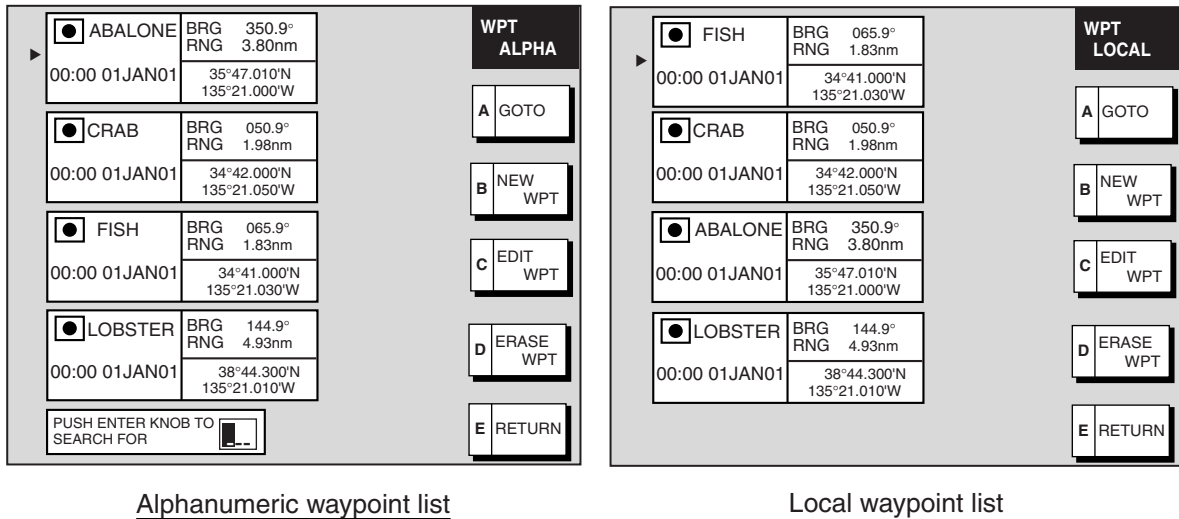 ABALONE BRG 350.9°
RNG 3.80nm
00:00 01JAN01 35°47.010'N
135°21.000'W
CRAB BRG 050.9°
RNG 1.98nm
00:00 01JAN01 34°42.000'N
135°21.050'W
FISH BRG 065.9°
RNG 1.83nm
00:00 01JAN01 34°41.000'N
135°21.030'W
LOBSTER BRG 144.9°
RNG 4.93nm
00:00 01JAN01 38°44.300'N
135°21.010'W
PUSH ENTER KNOB TO
SEARCH FOR
WPT
ALPHA
A GOTO
B NEW
WPT
C EDIT
WPT
D ERASE
WPT
E RETURN
Alphanumeric waypoint list
FISH BRG 065.9°
RNG 1.83nm
00:00 01JAN01 34°41.000'N
135°21.030'W
CRAB BRG 050.9°
RNG 1.98nm
00:00 01JAN01 34°42.000'N
135°21.050'W
ABALONE BRG 350.9°
RNG 3.80nm
00:00 01JAN01 35°47.010'N
135°21.000'W
LOBSTER BRG 144.9°
RNG 4.93nm
00:00 01JAN01 38°44.300'N
135°21.010'W
WPT
LOCAL
A GOTO
B NEW
WPT
C EDIT
WPT
D ERASE
WPT
E RETURN
Local waypoint list